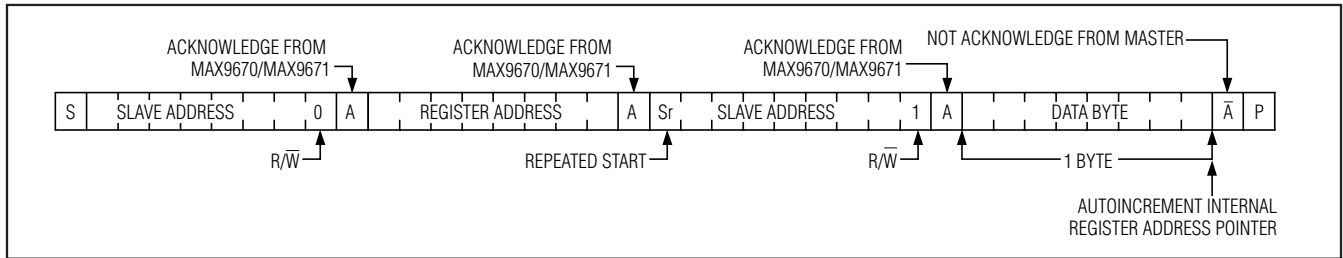 ACKNOWLEDGE FROM
MAX9670/MAX9671
ACKNOWLEDGE FROM
MAX9670/MAX9671
ACKNOWLEDGE FROM
MAX9670/MAX9671
NOT ACKNOWLEDGE FROM MASTER
S SLAVE ADDRESS 0 A REGISTER ADDRESS A Sr SLAVE ADDRESS 1 A DATA BYTE A̅ P
R/W̅
REPEATED START
R/W̅
1 BYTE
AUTOINCREMENT INTERNAL
REGISTER ADDRESS POINTER